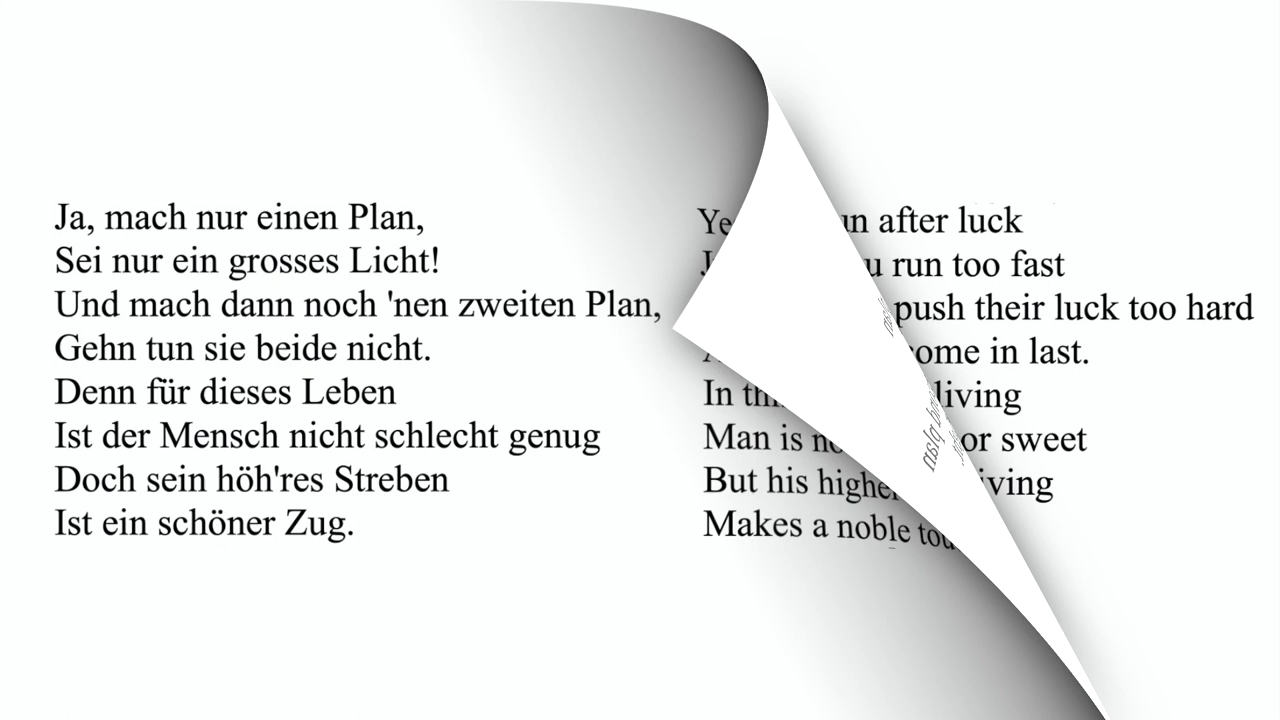 Ja, mach nur einen Plan,
Sei nur ein grosses Licht!
Und mach dann noch 'nen zweiten Plan,
Gehn tun sie beide nicht.
Denn für dieses Leben
Ist der Mensch nicht schlecht genug
Doch sein höh'res Streben
Ist ein schöner Zug.
after luck
run too fast
push their luck too hard
in last.
In living
Man is or sweet
But his
Makes a noble